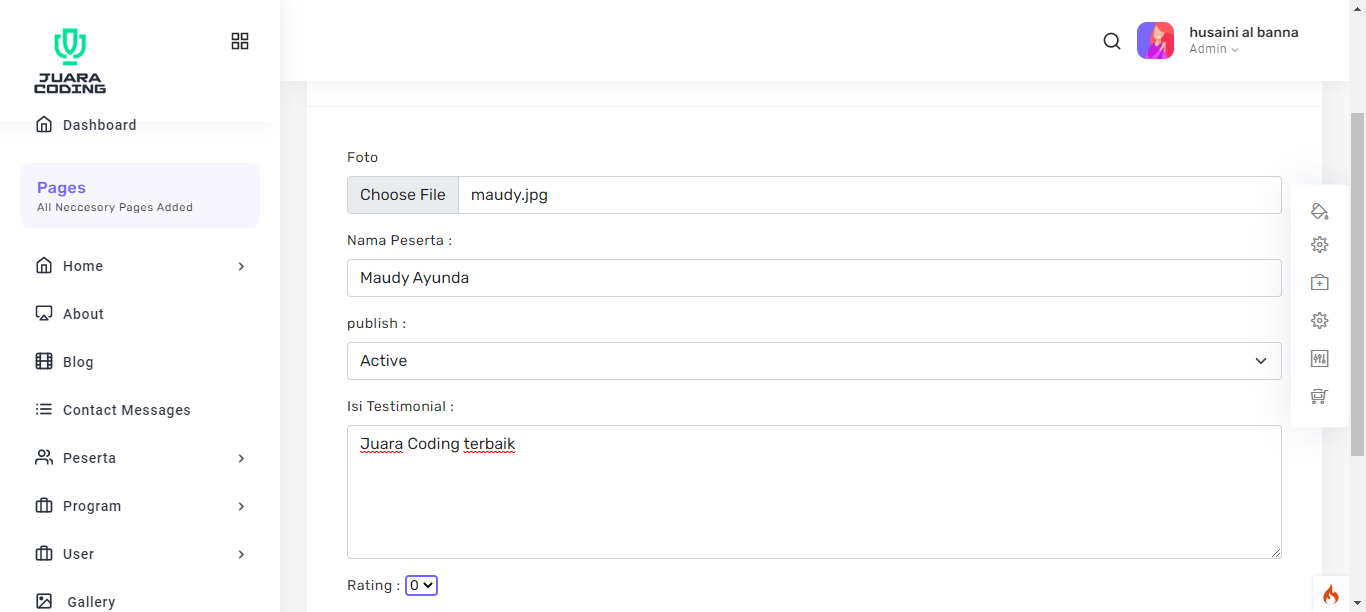 JUARA
CODING
Dashboard
Pages
All Neccesory Pages Added
Home
About
Blog
Contact Messages
Peserta
Program
User
Gallery
husaini al banna
Admin
Foto
Choose File maudy.jpg
Nama Peserta :
Maudy Ayunda
publish :
Active
Isi Testimonial :
Juara Coding terbaik
Rating : 0